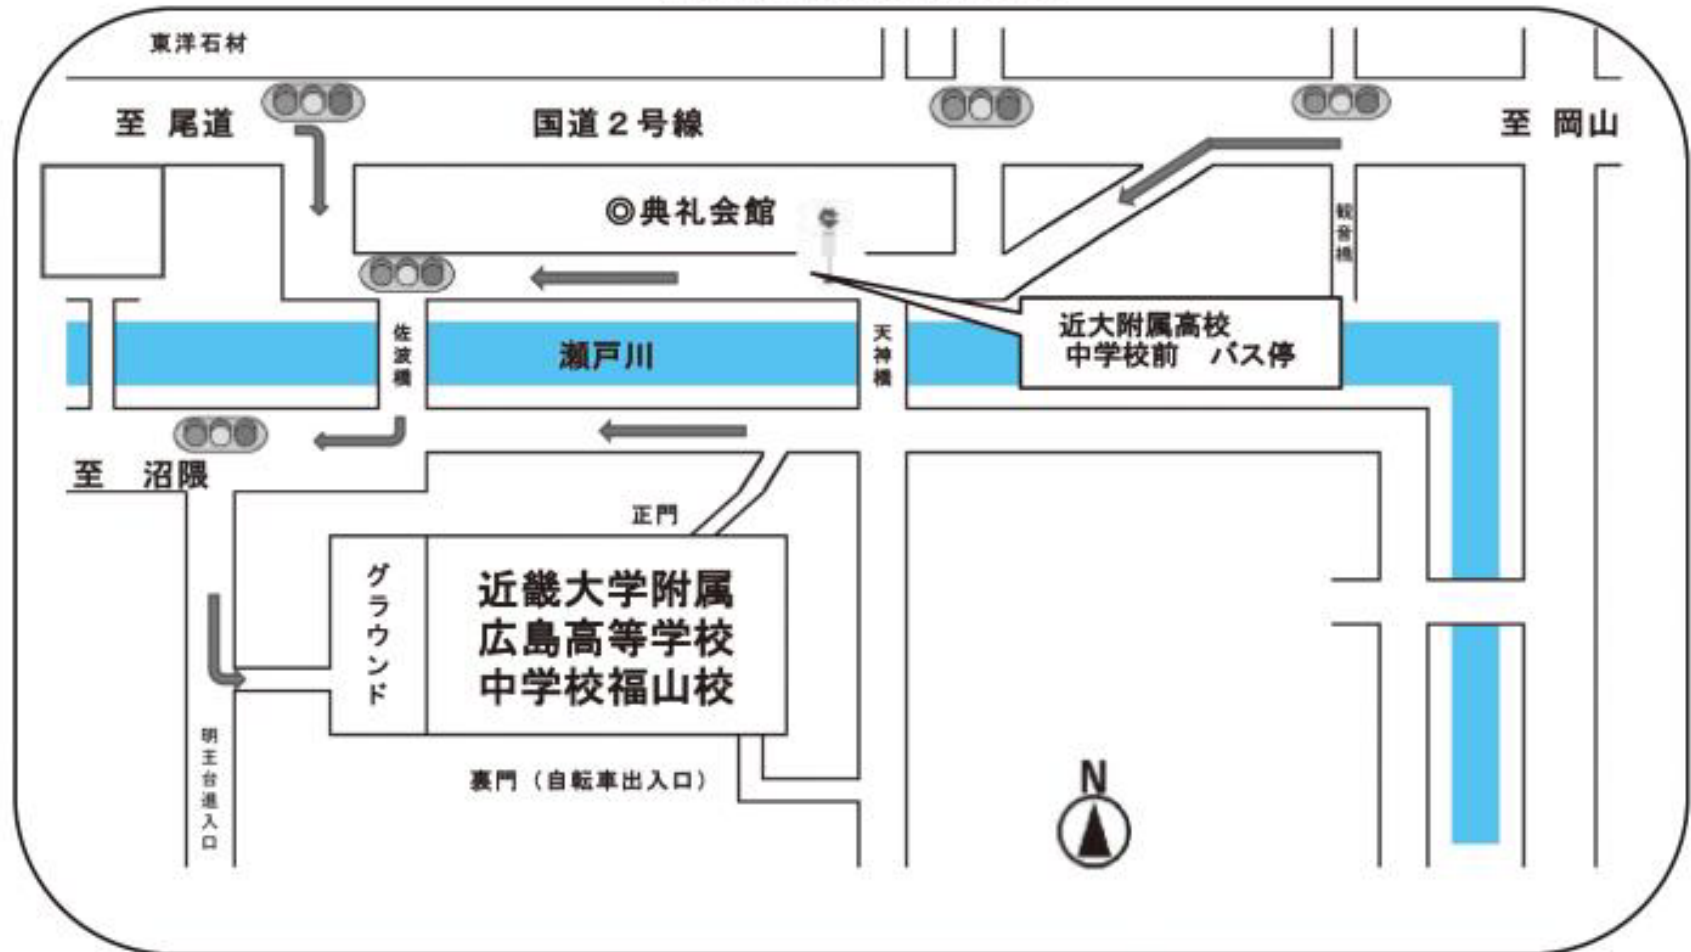 東洋石材
至 尾道
国道２号線
至 岡山
◎典礼会館
観音橋
佐波橋
瀬戸川
天神橋
近大附属高校
中学校前 バス停
至 沼隈
正門
グラウンド
近畿大学附属
広島高等学校
中学校福山校
明王台進入口
裏門（自転車出入口）
N